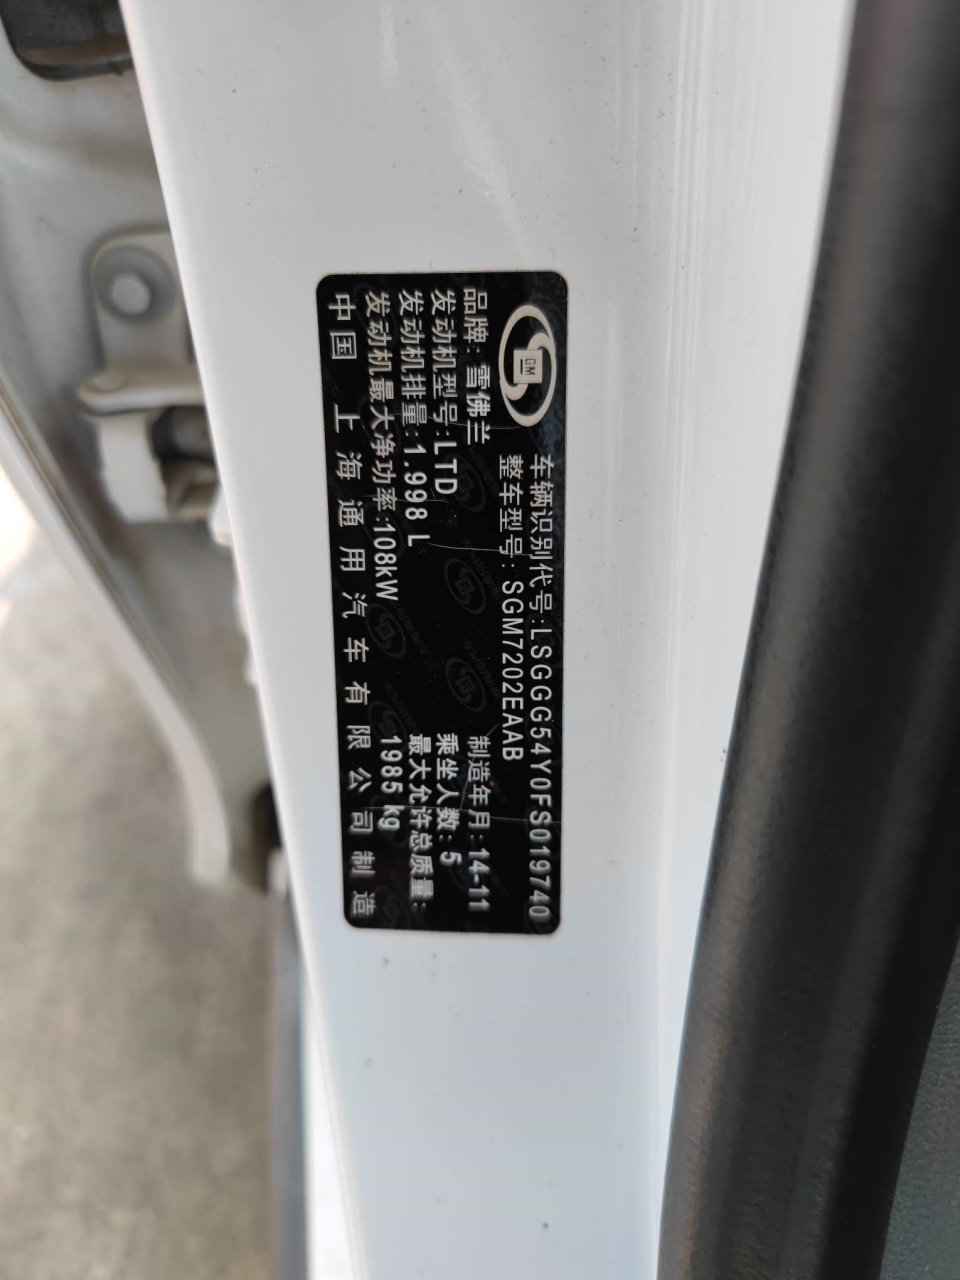 GM
车辆识别代号:LSGGG54Y0FS019740
整车型号: SGM7202EAAB
品牌: 雪佛兰
制造年月: 14-11
发动机型号:LTD
乘坐人数: 5
发动机排量:1.998 L
最大允许总质量:
1985 kg
发动机最大净功率:108kW
中国 上海通用汽车有限公司制造